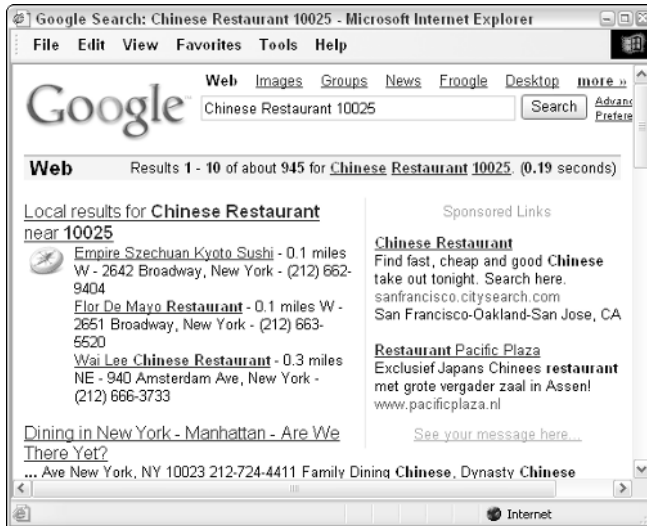 Google Search: Chinese Restaurant 10025 - Microsoft Internet Explorer
File Edit View Favorites Tools Help
Web Images Groups News Froogle Desktop more »
Google
Chinese Restaurant 10025 Search
Web Results 1 - 10 of about 945 for Chinese Restaurant 10025. (0.19 seconds)
Local results for Chinese Restaurant
near 10025
Empire Szechuan Kyoto Sushi - 0.1 miles
W - 2642 Broadway, New York - (212) 662-
9404
Flor De Mayo Restaurant - 0.1 miles W -
2651 Broadway, New York - (212) 663-
5520
Wai Lee Chinese Restaurant - 0.3 miles
NE - 940 Amsterdam Ave, New York -
(212) 666-3733
Dining in New York - Manhattan - Are We
There Yet?
... Ave New York, NY 10023 212-724-4411 Family Dining Chinese, Dynasty Chinese
Sponsored Links
Chinese Restaurant
Find fast, cheap and good Chinese
take out tonight. Search here.
sanfrancisco.citysearch.com
San Francisco-Oakland-San Jose, CA
Restaurant Pacific Plaza
Exclusief Japans Chinees restaurant
met grote vergader zaal in Assen!
www.pacificplaza.nl
See your message here...
Internet